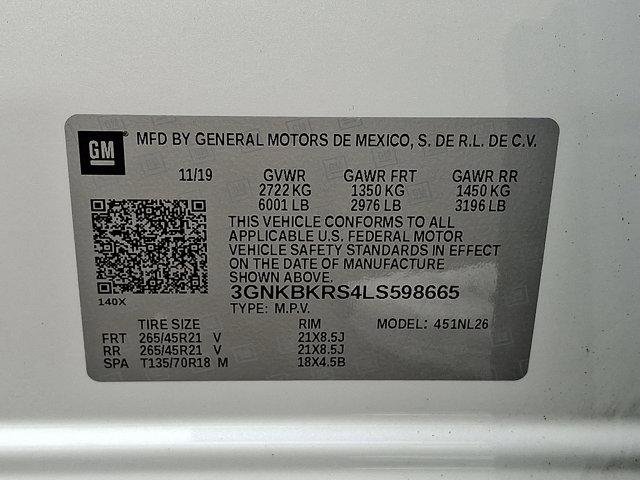 GM MFD BY GENERAL MOTORS DE MEXICO, S. DE R.L. DE C.V.
11/19 GVWR GAWR FRT GAWR RR
2722 KG 1350 KG 1450 KG
6001 LB 2976 LB 3196 LB
THIS VEHICLE CONFORMS TO ALL
APPLICABLE U.S. FEDERAL MOTOR
VEHICLE SAFETY STANDARDS IN EFFECT
ON THE DATE OF MANUFACTURE
SHOWN ABOVE.
3GNKBKRS4LS598665
140X
TYPE: M.P.V.
TIRE SIZE RIM MODEL: 451NL26
FRT 265/45R21 V 21X8.5J
RR 265/45R21 V 21X8.5J
SPA T135/70R18 M 18X4.5B